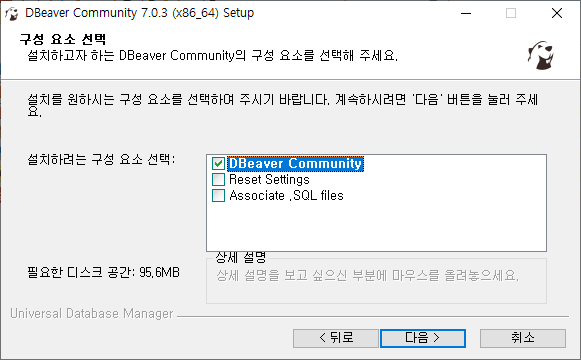 DBeaver Community 7.0.3 (x86_64) Setup
구성 요소 선택
설치하고자 하는 DBeaver Community의 구성 요소를 선택해 주세요.
설치를 원하시는 구성 요소를 선택하여 주시기 바랍니다. 계속하시려면 '다음' 버튼을 눌러 주세
요.
설치하려는 구성 요소 선택:
DBeaver Community
Reset Settings
Associate .SQL files
필요한 디스크 공간: 95.6MB
상세 설명
상세 설명을 보고 싶으신 부분에 마우스를 올려놓으세요.
Universal Database Manager
< 뒤로
다음 >
취소